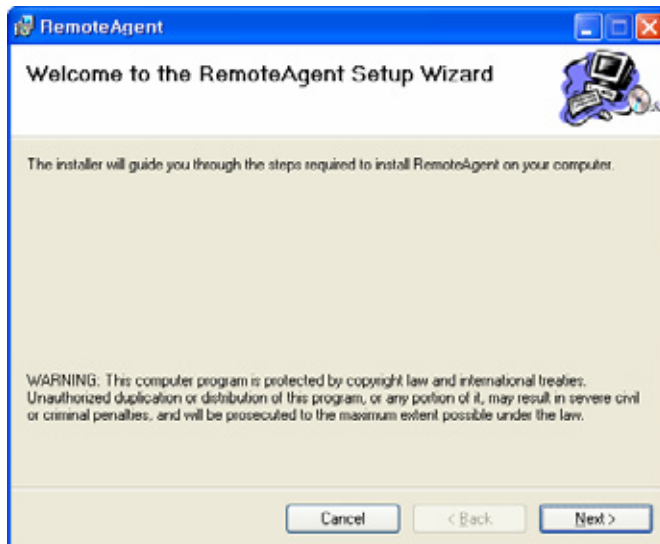 RemoteAgent
Welcome to the RemoteAgent Setup Wizard
The installer will guide you through the steps required to install RemoteAgent on your computer.
WARNING: This computer program is protected by copyright law and international treaties.
Unauthorized duplication or distribution of this program, or any portion of it, may result in severe civil
or criminal penalties, and will be prosecuted to the maximum extent possible under the law.
Cancel
< Back
Next >